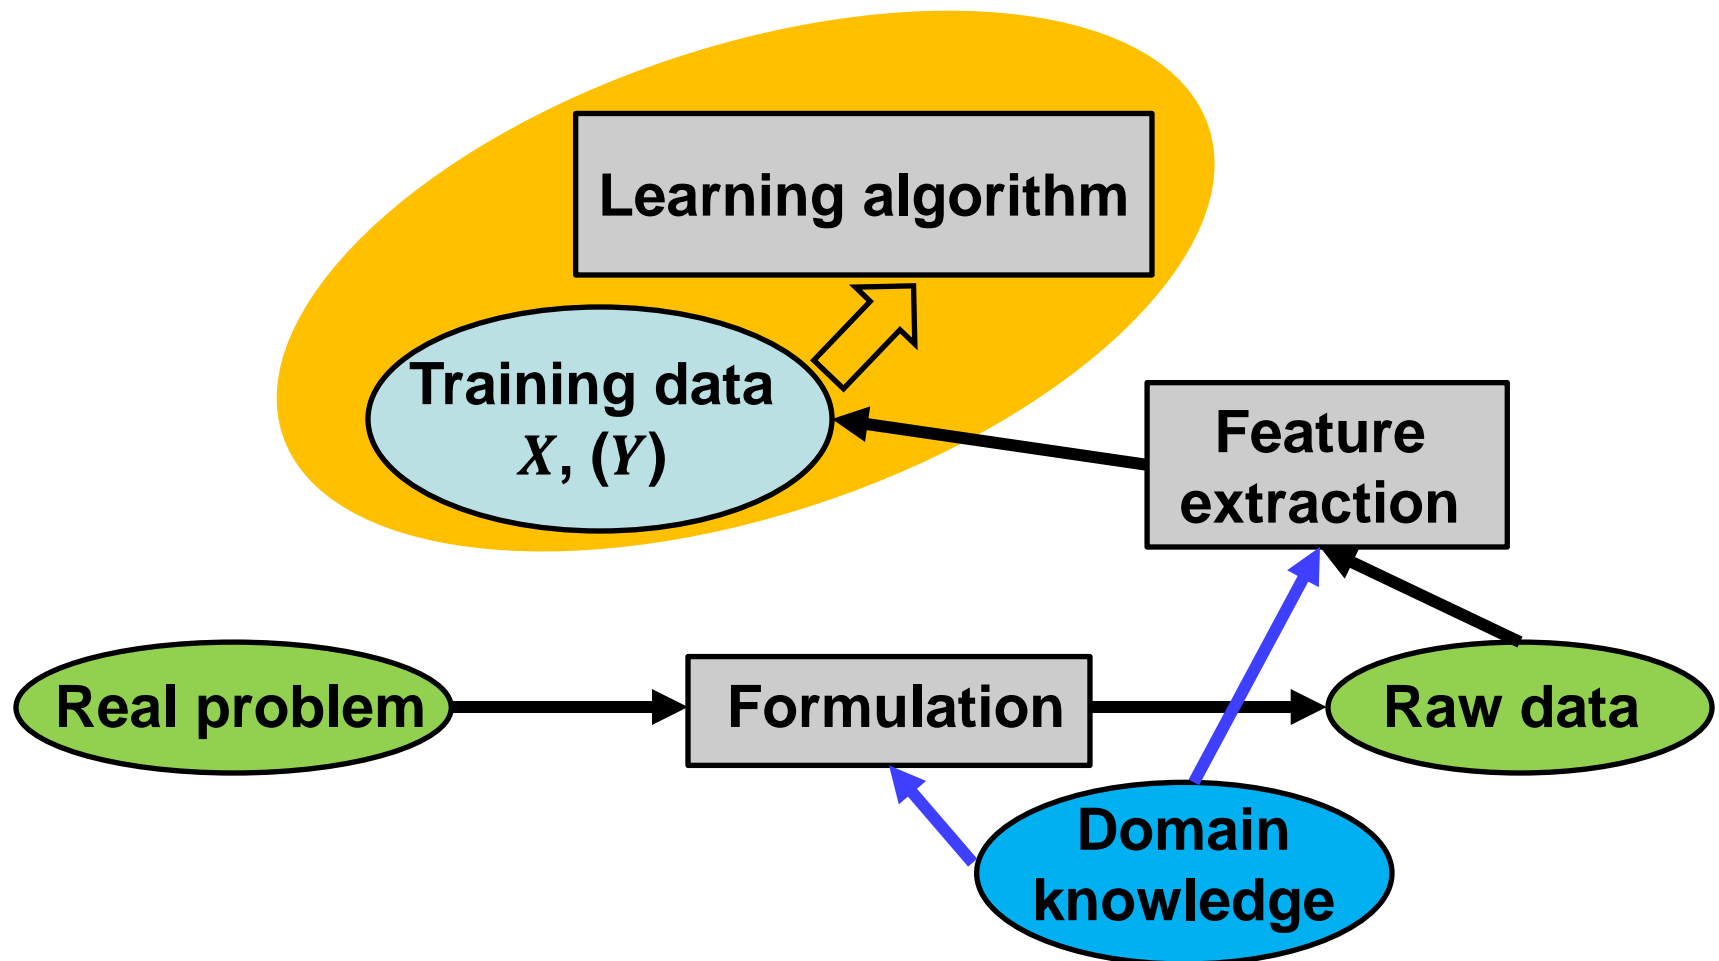 Learning algorithm
Training data
X, (Y)
Feature
extraction
Real problem
Formulation
Raw data
Domain
knowledge